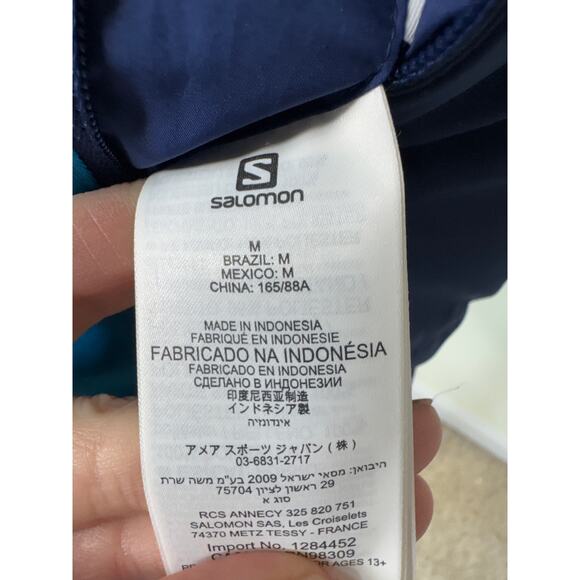 S
SALOMON
M
BRAZIL: M
MEXICO: M
CHINA: 165/88A
MADE IN INDONESIA
FABRIQUÉ EN INDONESIE
FABRICADO NA INDONÉSIA
FABRICADO EN INDONESIA
СДЕЛАНО В ИНДОНЕЗИИ
印度尼西亚制造
インドネシア製
אינדונזיה
アメア スポーツ ジャパン (株)
03-6831-2717
היבואן: מסאי ישראל 2009 בע"מ משה שרת
29 ראשון לציון 75704
סוג א
RCS ANNECY 325 820 751
SALOMON SAS, Les Croiselets
74370 METZ TESSY - FRANCE
Import No. 1284452
FOR AGES 13+